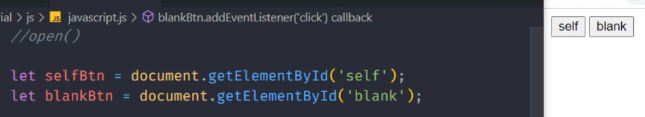 ial > js > javascript.js > blankBtn.addEventListener('click') callback
//open()
let selfBtn = document.getElementById('self');
let blankBtn = document.getElementById('blank');
self blank